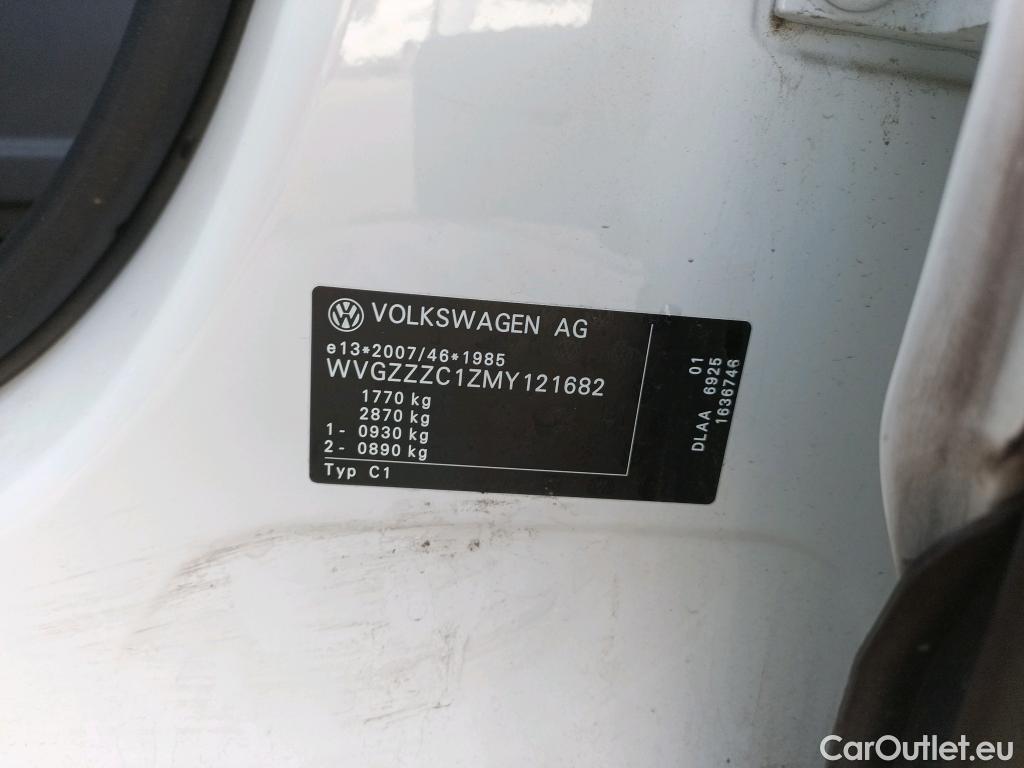 VOLKSWAGEN AG
e13*2007/46*1985
WVGZZZC1ZMY121682
1770 kg
2870 kg
1- 0930 kg
2- 0890 kg
Typ C1
01
DLAA 6925
1636746
CarOutlet.eu